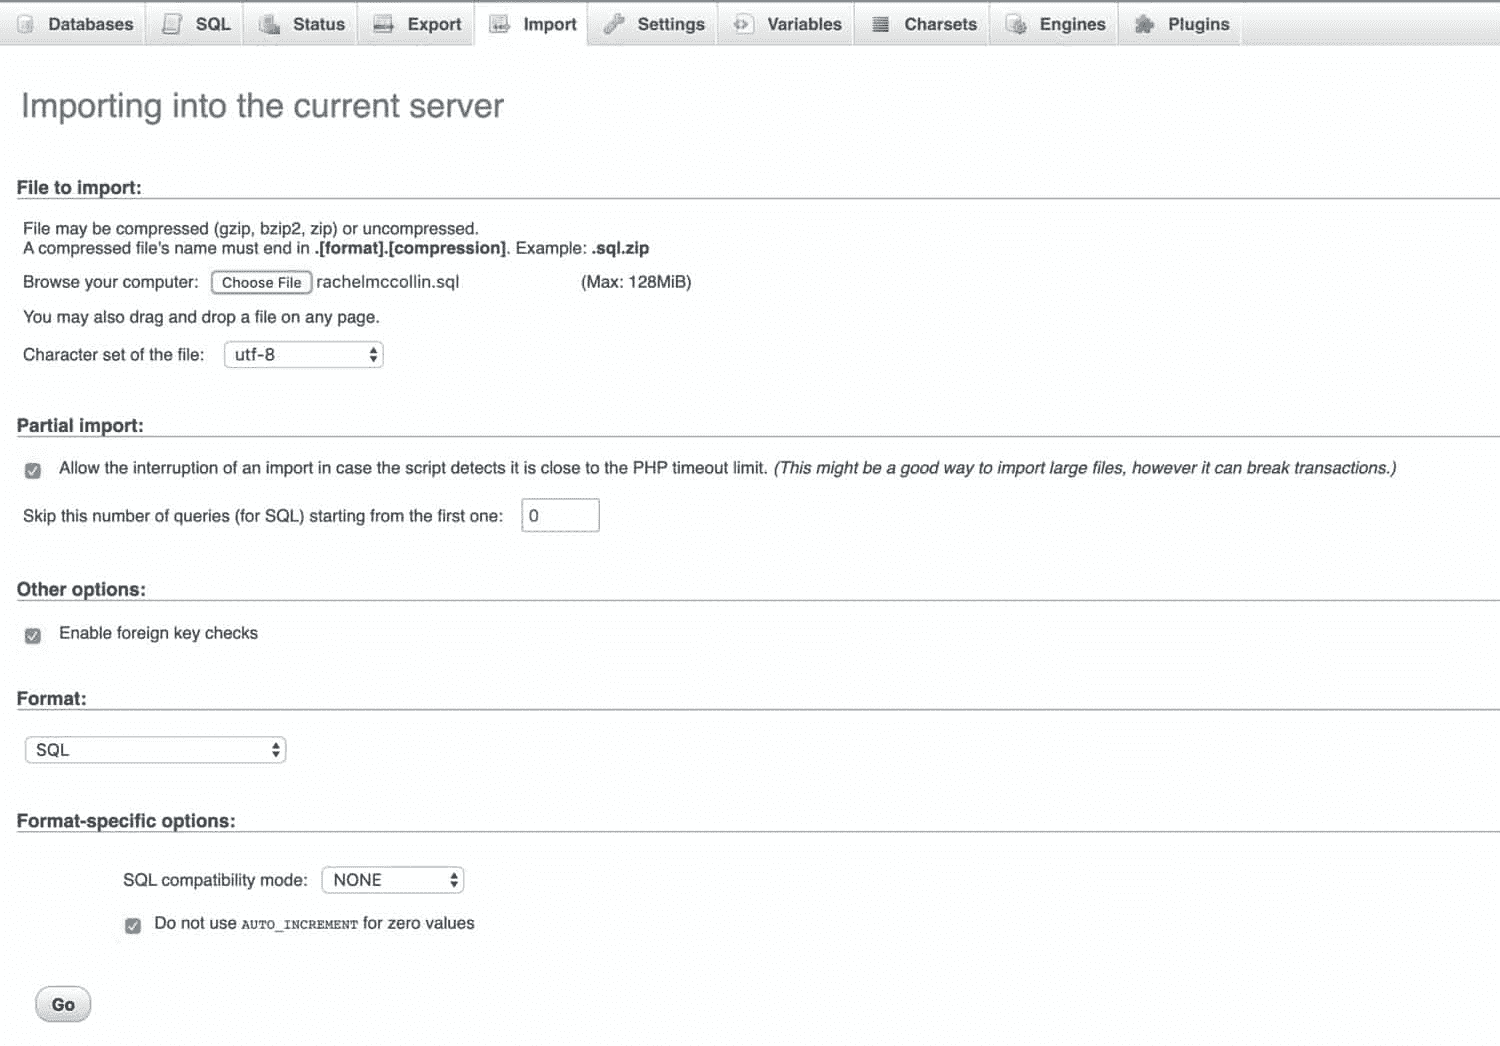 Databases SQL Status Export Import Settings Variables Charsets Engines Plugins
Importing into the current server
File to import:
File may be compressed (gzip, bzip2, zip) or uncompressed.
A compressed file's name must end in .[format].[compression]. Example: .sql.zip
Browse your computer: Choose File rachelmccollin.sql (Max: 128MiB)
You may also drag and drop a file on any page.
Character set of the file: utf-8
Partial import:
Allow the interruption of an import in case the script detects it is close to the PHP timeout limit. (This might be a good way to import large files, however it can break transactions.)
Skip this number of queries (for SQL) starting from the first one: 0
Other options:
Enable foreign key checks
Format:
SQL
Format-specific options:
SQL compatibility mode: NONE
Do not use AUTO_INCREMENT for zero values
Go